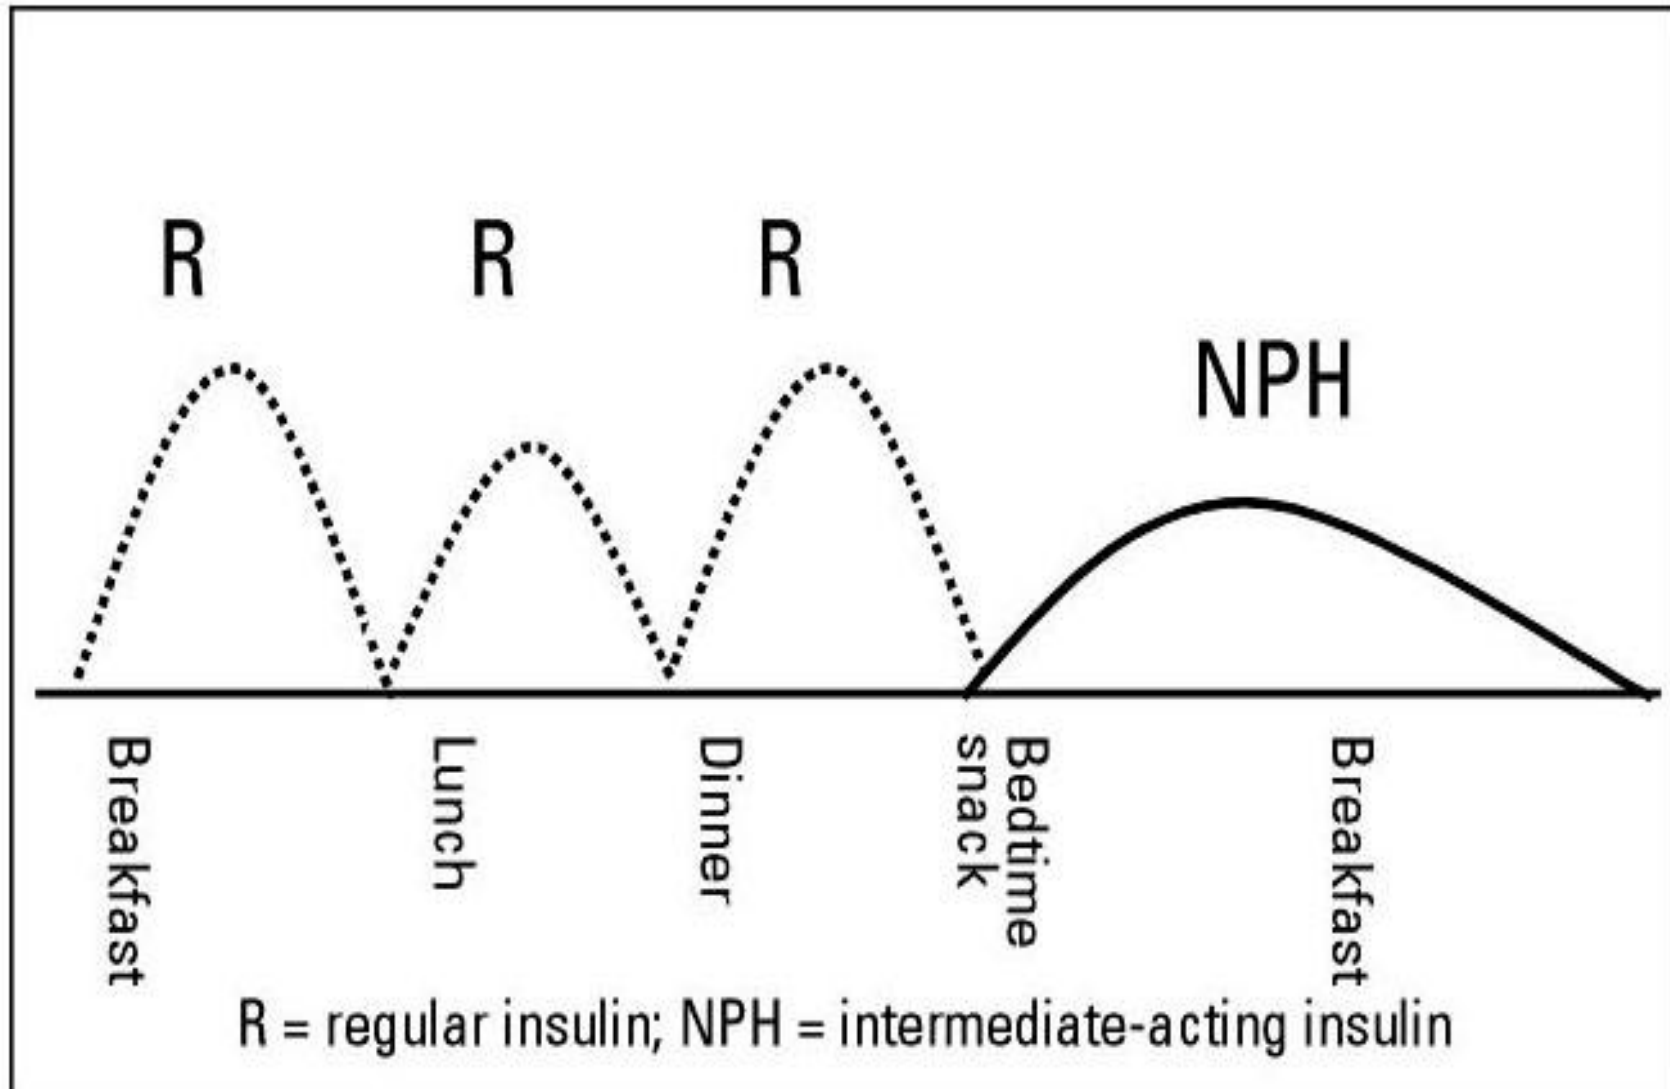 R R R
NPH
Breakfast
Lunch
Dinner
Bedtime
snack
Breakfast
R = regular insulin; NPH = intermediate-acting insulin